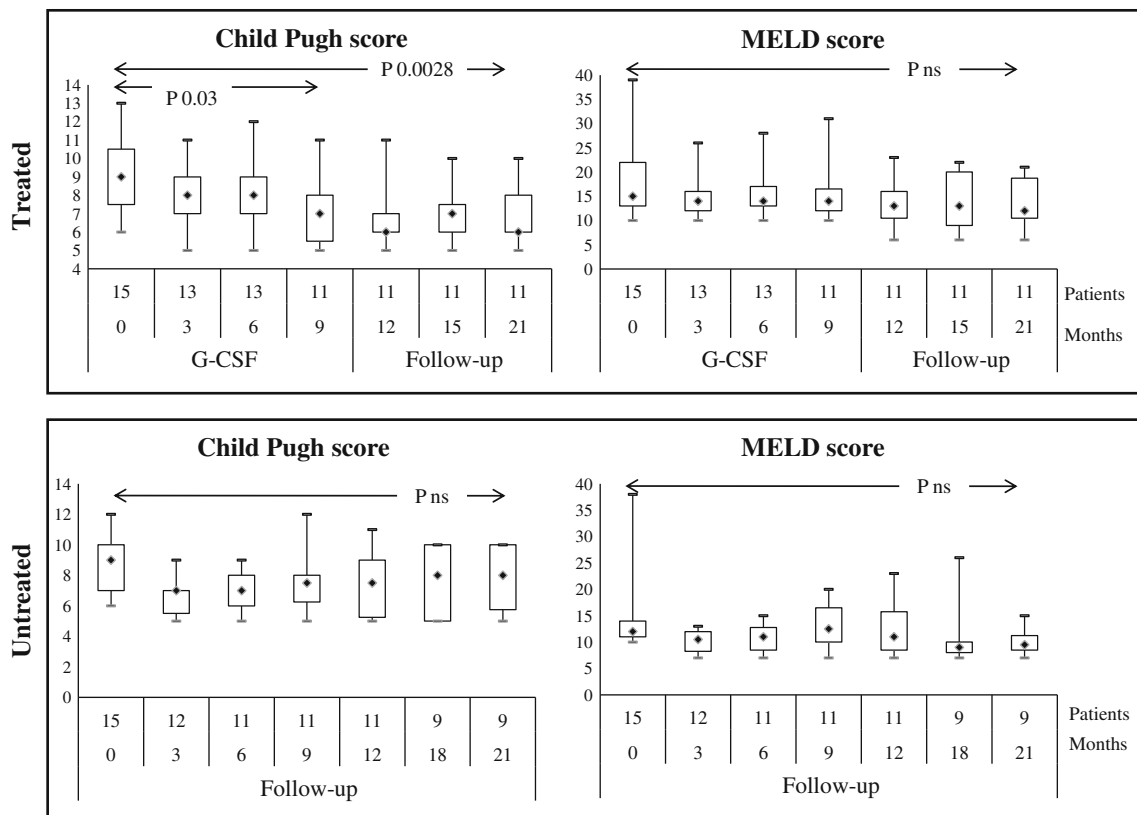 Treated
Child Pugh score
P 0.0028
P 0.03
14
13
12
11
10
9
8
7
6
5
4
15 13 13 11 11 11 11
0 3 6 9 12 15 21
G-CSF Follow-up
MELD score
P ns
40
35
30
25
20
15
10
5
0
15 13 13 11 11 11 11 Patients
0 3 6 9 12 15 21 Months
G-CSF Follow-up
Untreated
Child Pugh score
P ns
14
12
10
8
6
4
2
0
15 12 11 11 11 9 9
0 3 6 9 12 18 21
Follow-up
MELD score
P ns
40
35
30
25
20
15
10
5
0
15 12 11 11 11 9 9 Patients
0 3 6 9 12 18 21 Months
Follow-up